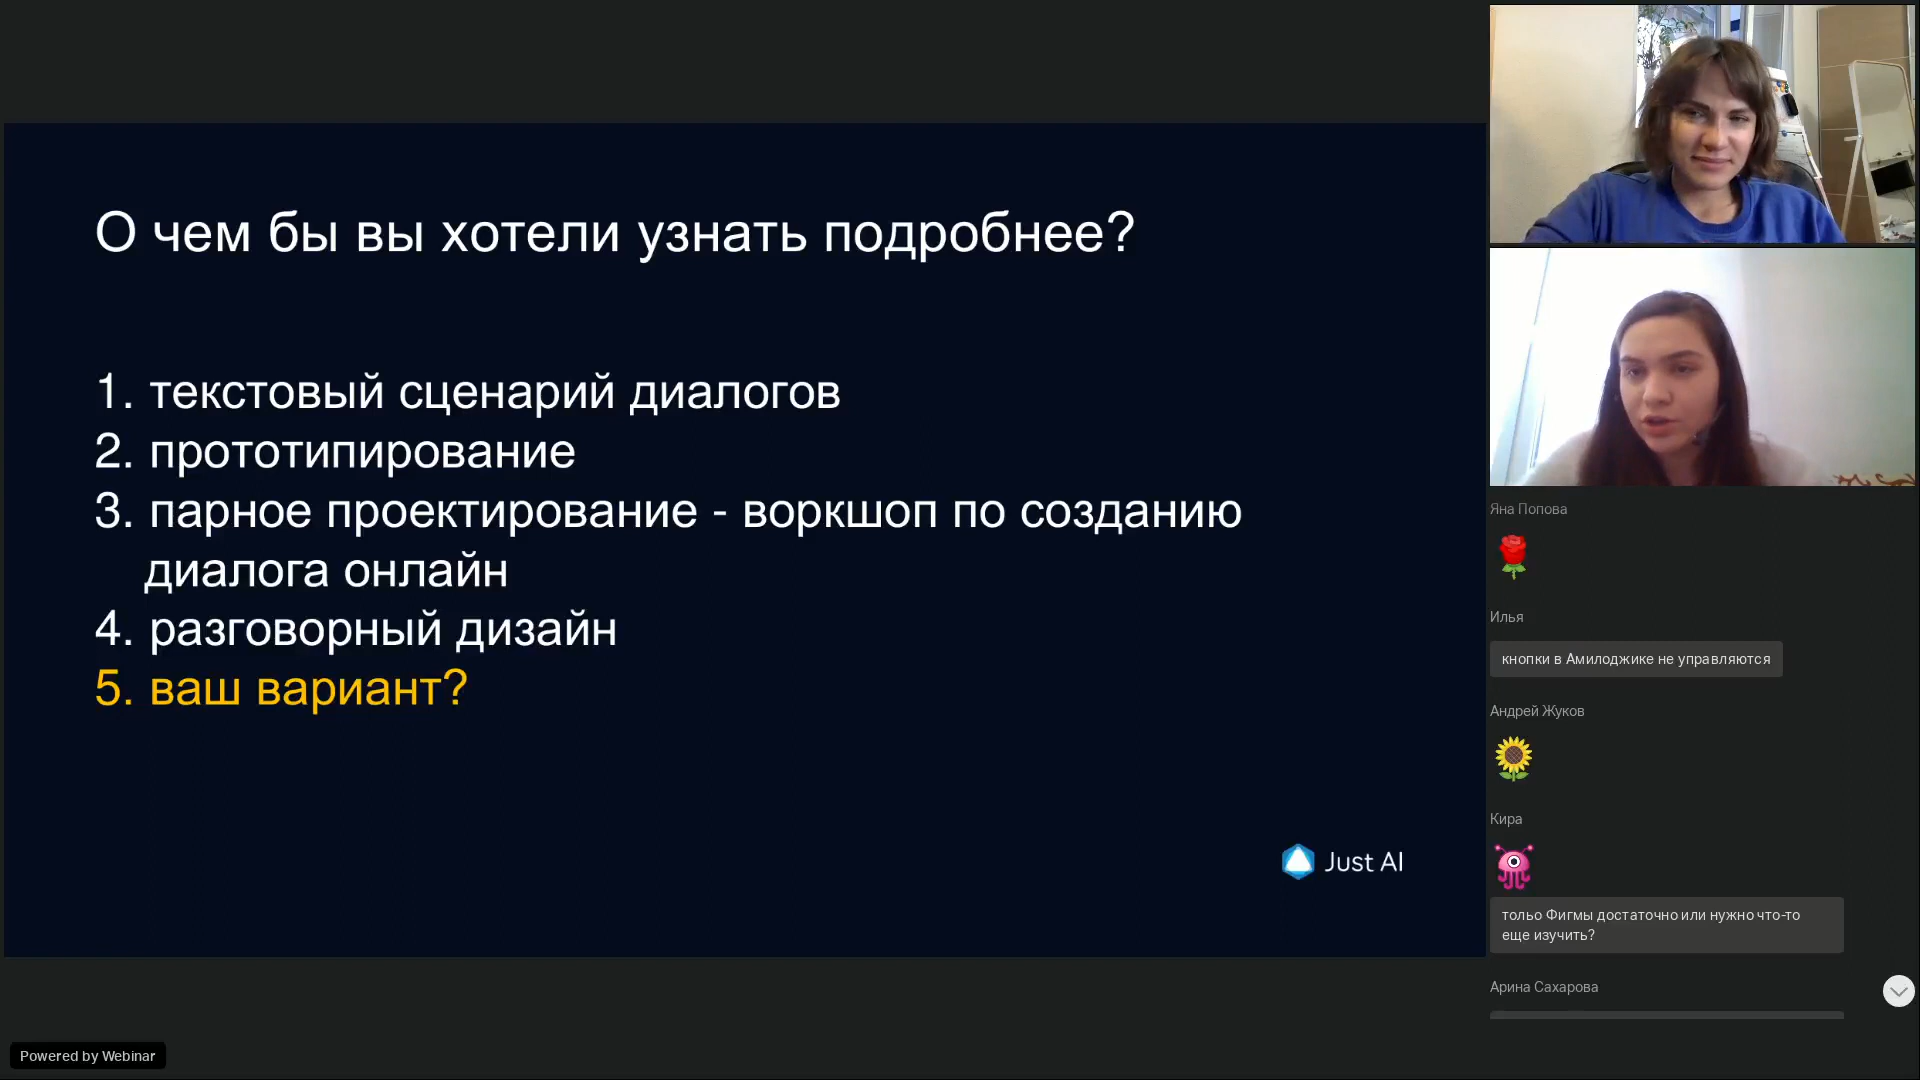 О чем бы вы хотели узнать подробнее?
1. текстовый сценарий диалогов
2. прототипирование
3. парное проектирование - воркшоп по созданию
диалога онлайн
4. разговорный дизайн
5. ваш вариант?
Just AI
Яна Попова
Илья
кнопки в Амилоджике не управляются
Андрей Жуков
Кира
тольо Фигмы достаточно или нужно что-то
еще изучить?
Арина Сахарова
Powered by Webinar